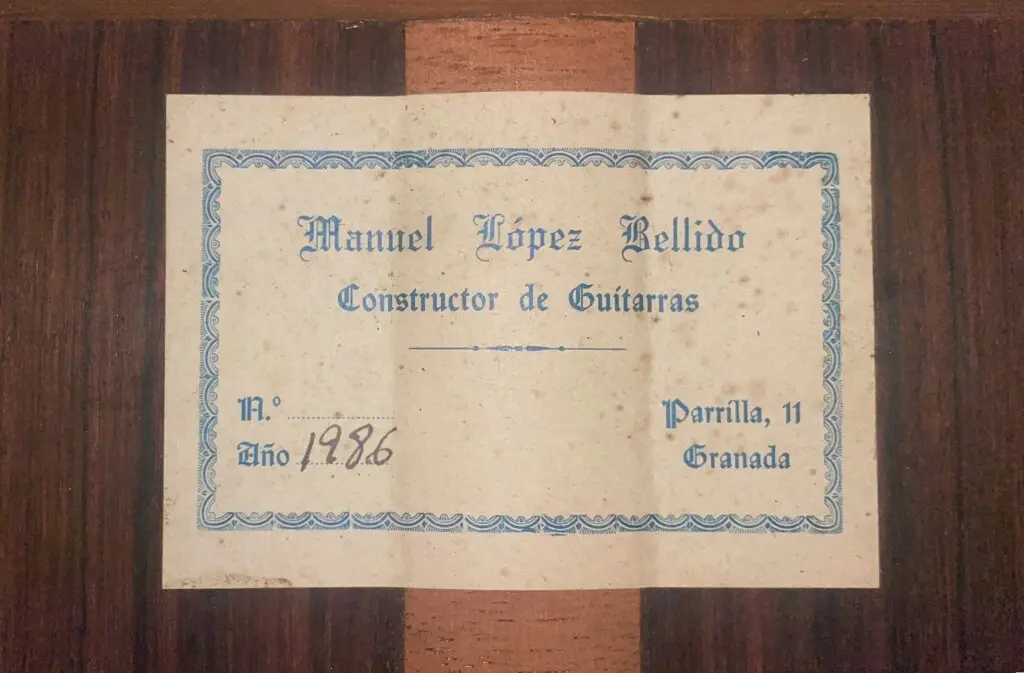 Manuel López Bellido
Constructor de Guitarras
N.º
Año 1986
Parrilla, 11
Granada